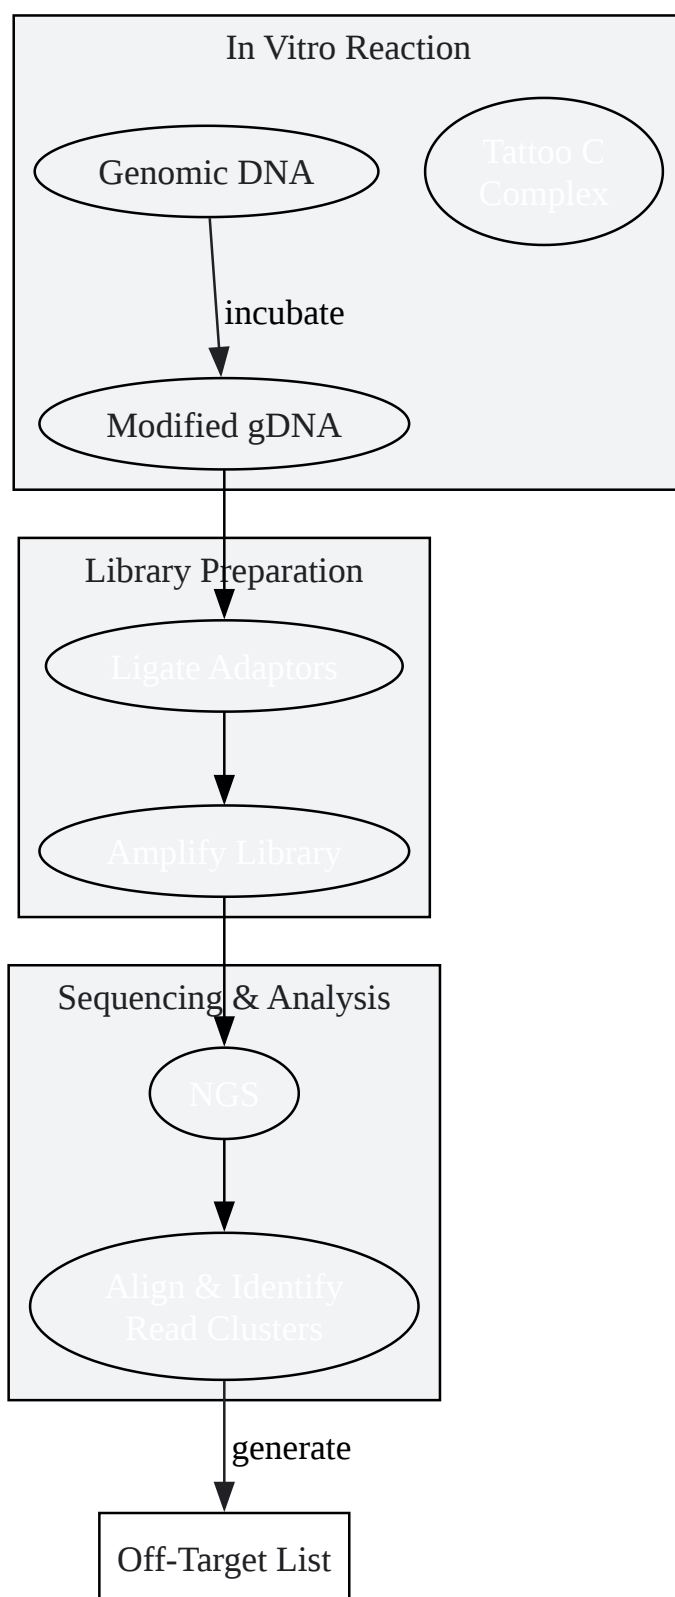 In Vitro Reaction
Genomic DNA
Tattoo C
Complex
incubate
Modified gDNA
Library Preparation
Ligate Adaptors
Amplify Library
Sequencing & Analysis
NGS
Align & Identify
Read Clusters
generate
Off-Target List